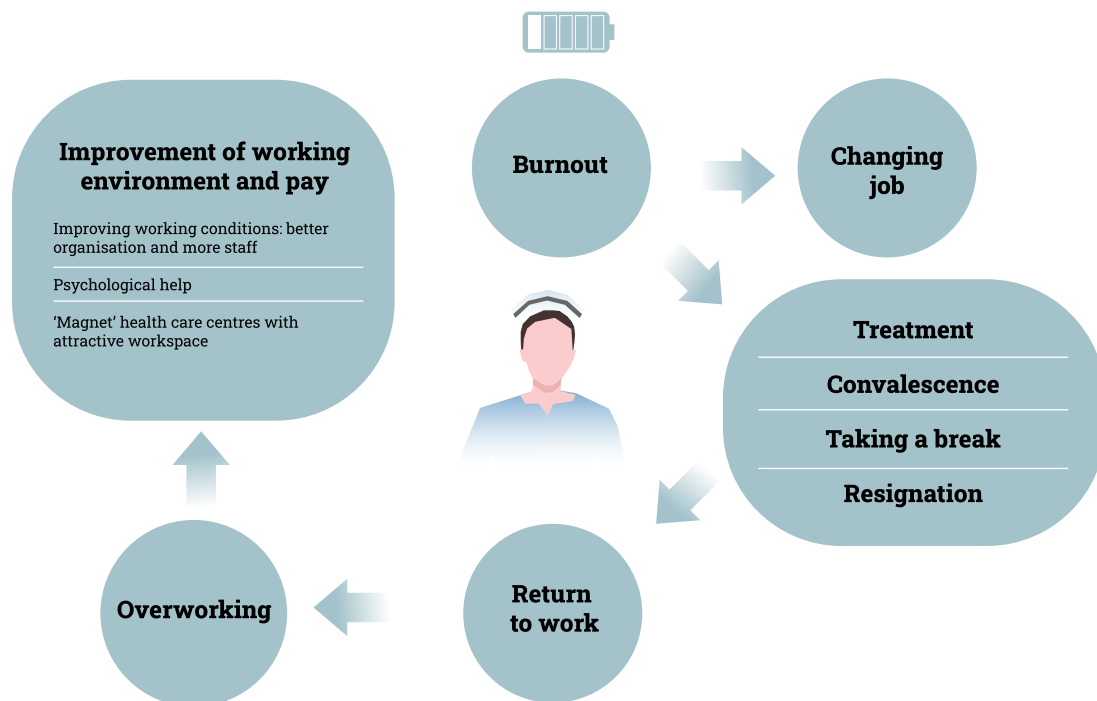 Improvement of working
environment and pay
Improving working conditions: better
organisation and more staff
Psychological help
‘Magnet’ health care centres with
attractive workspace
Burnout
Changing
job
Treatment
Convalescence
Taking a break
Resignation
Return
to work
Overworking